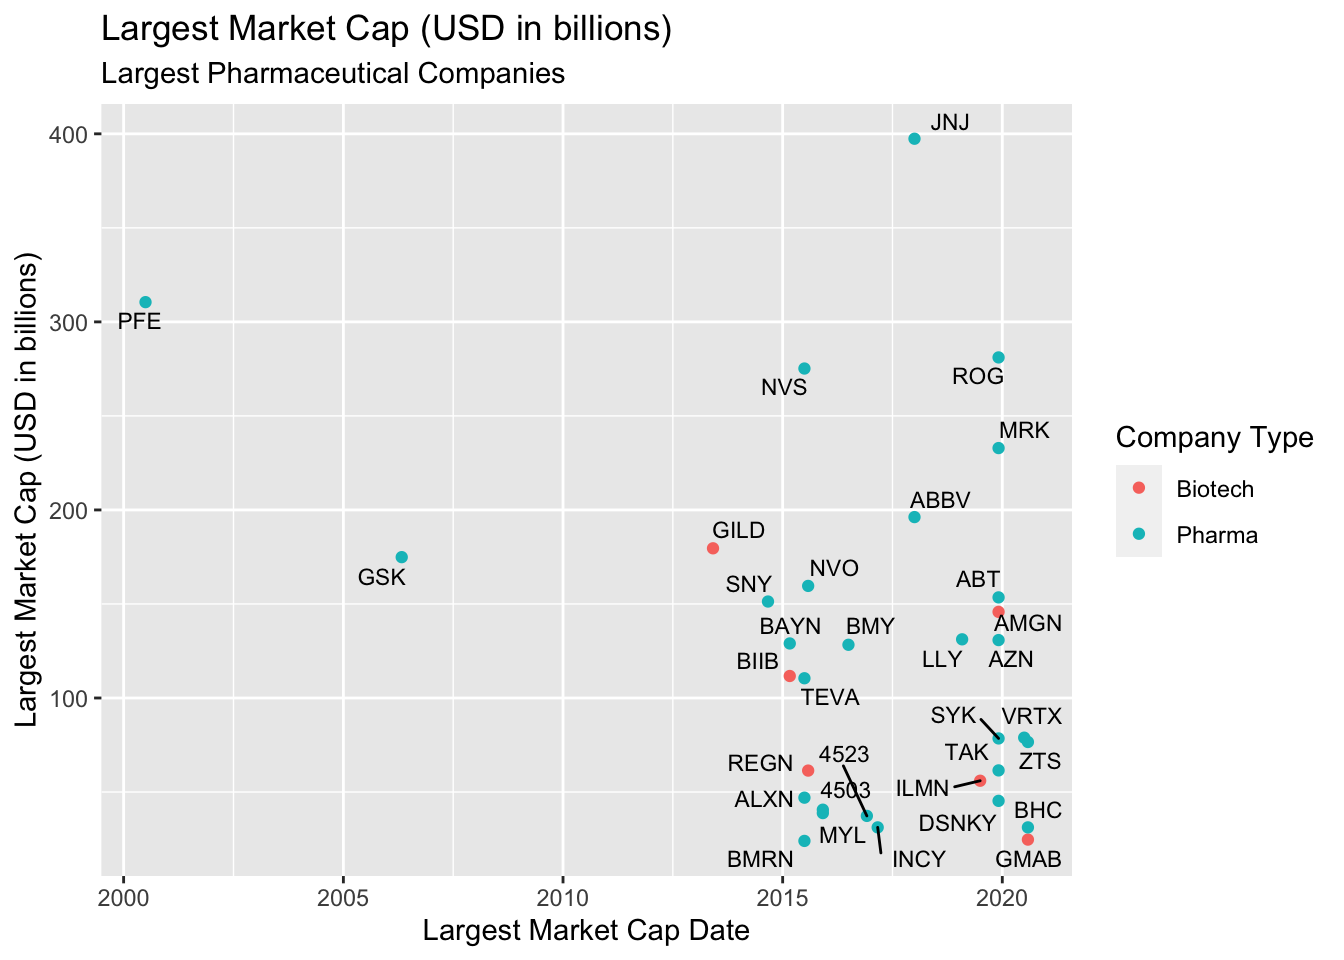 Largest Market Cap (USD in billions)
Largest Pharmaceutical Companies
Largest Market Cap (USD in billions)
400
300
200
100
JNJ
PFE
NVS
ROG
MRK
ABBV
GILD
GSK
NVO
SNY
ABT
BAYN
BMY
AMGN
BIIB
LLY
AZN
TEVA
SYK
VRTX
4523
TAK
REGN
ZTS
4503
ILMN
ALXN
BHC
DSNKY
MYL
BMRN
INCY
GMAB
2000
2005
2010
2015
2020
Largest Market Cap Date
Company Type
Biotech
Pharma